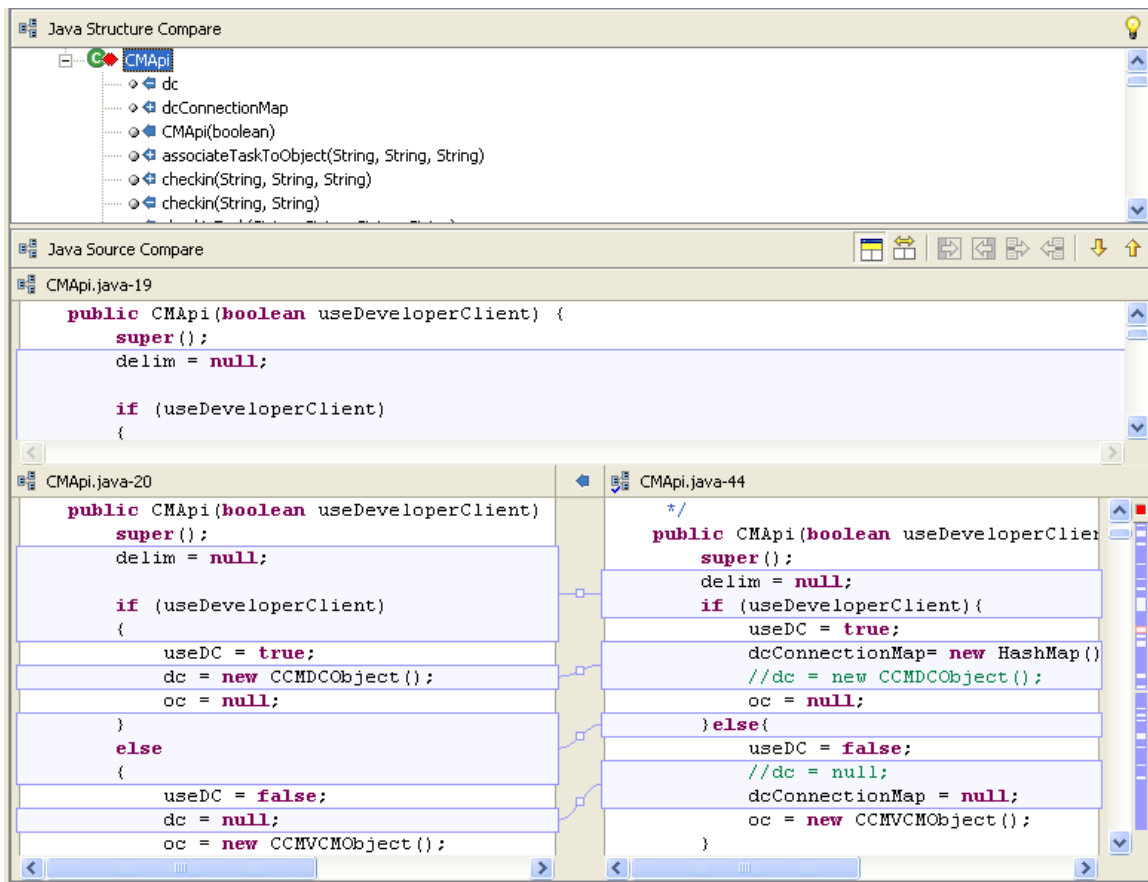 Java Structure Compare
CMApi
dc
dcConnectionMap
CMApi(boolean)
associateTaskToObject(String, String, String)
checkin(String, String, String)
checkin(String, String)
Java Source Compare
CMApi.java-19
public CMApi(boolean useDeveloperClient) {
super();
delim = null;
if (useDeveloperClient)
{
CMApi.java-20
public CMApi(boolean useDeveloperClient)
super();
delim = null;
if (useDeveloperClient)
{
useDC = true;
dc = new CCMDCObject();
oc = null;
}
else
{
useDC = false;
dc = null;
oc = new CCMVCMObject();
CMApi.java-44
*/
public CMApi(boolean useDeveloperClier
super();
delim = null;
if (useDeveloperClient){
useDC = true;
dcConnectionMap= new HashMap()
//dc = new CCMDCObject();
oc = null;
}else{
useDC = false;
//dc = null;
dcConnectionMap = null;
oc = new CCMVCMObject();
}